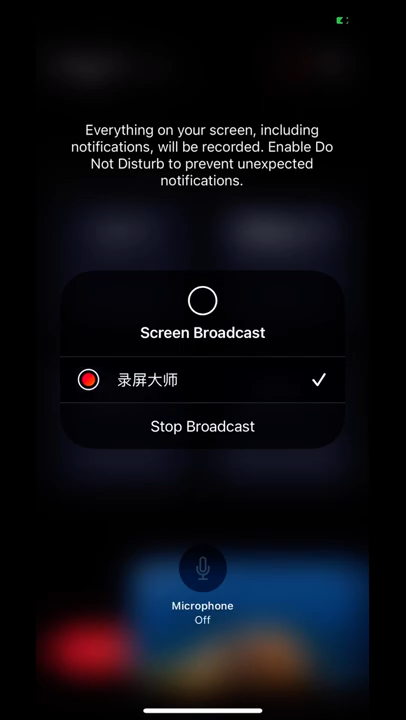 Everything on your screen, including
notifications, will be recorded. Enable Do
Not Disturb to prevent unexpected
notifications.
Screen Broadcast
录屏大师
Stop Broadcast
Microphone
Off